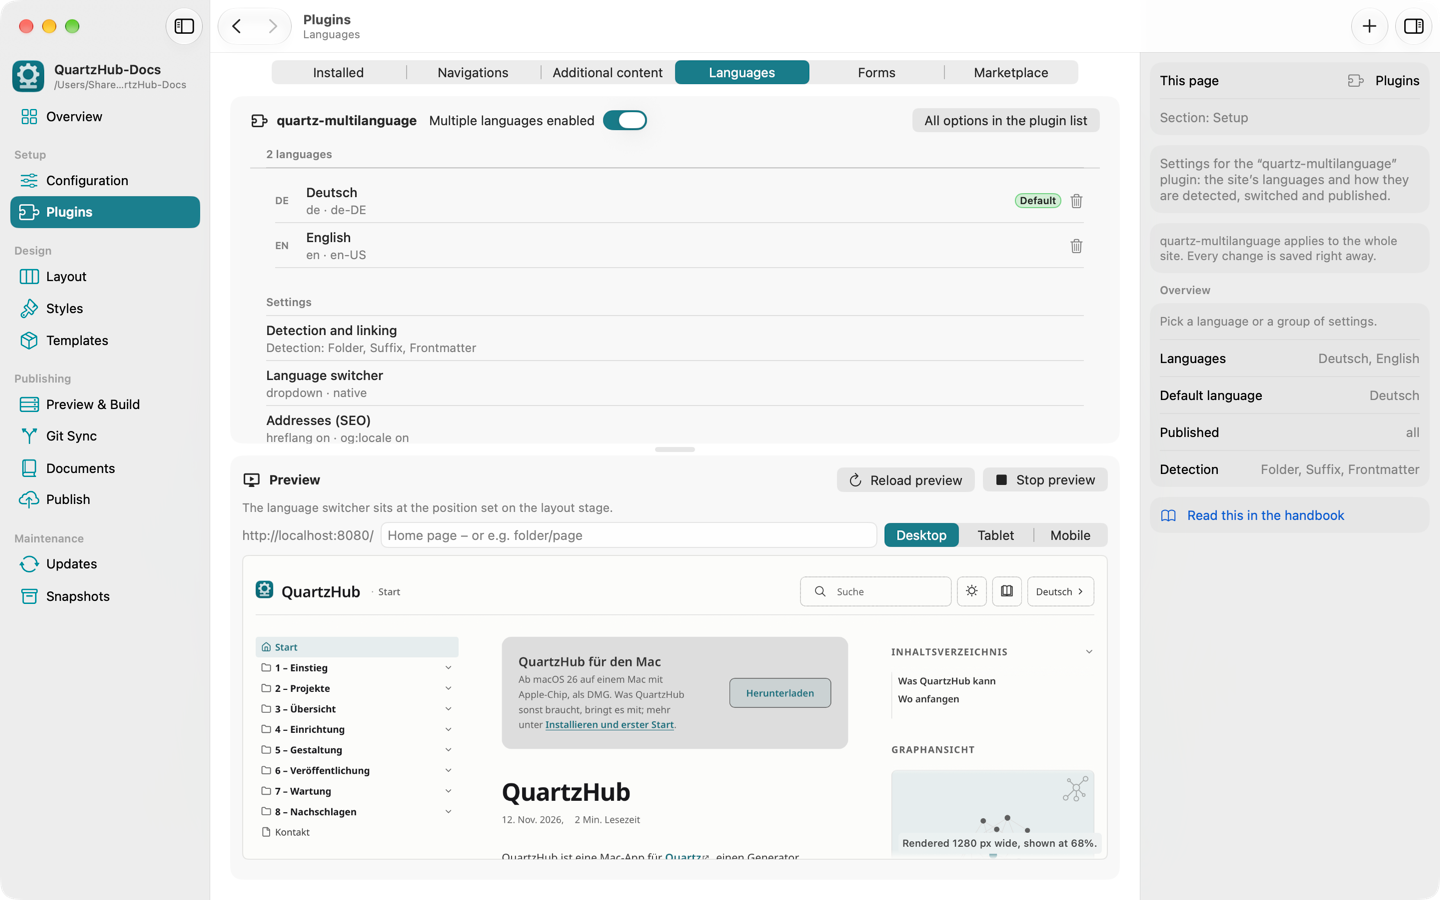 Plugins
Languages
QuartzHub-Docs
/Users/Share...rtzHub-Docs
Overview
Setup
Configuration
Plugins
Design
Layout
Styles
Templates
Publishing
Preview & Build
Git Sync
Documents
Publish
Maintenance
Updates
Snapshots
Installed
Navigations
Additional content
Languages
Forms
Marketplace
quartz-multilanguage
Multiple languages enabled
All options in the plugin list
2 languages
DE
Deutsch
de · de-DE
Default
EN
English
en · en-US
Settings
Detection and linking
Detection: Folder, Suffix, Frontmatter
Language switcher
dropdown · native
Addresses (SEO)
hreflang on · og:locale on
Preview
Reload preview
Stop preview
The language switcher sits at the position set on the layout stage.
http://localhost:8080/
Home page – or e.g. folder/page
Desktop
Tablet
Mobile
QuartzHub
· Start
Suche
Deutsch
Start
1 – Einstieg
2 – Projekte
3 – Übersicht
4 – Einrichtung
5 – Gestaltung
6 – Veröffentlichung
7 – Wartung
8 – Nachschlagen
Kontakt
QuartzHub für den Mac
Ab macOS 26 auf einem Mac mit
Apple-Chip, als DMG. Was QuartzHub
sonst braucht, bringt es mit; mehr
unter Installieren und erster Start.
Herunterladen
QuartzHub
12. Nov. 2026, 2 Min. Lesezeit
QuartzHub ist eine Mac-App für Quartz, einen Generator
INHALTSVERZEICHNIS
Was QuartzHub kann
Wo anfangen
GRAPHANSICHT
Rendered 1280 px wide, shown at 68%.
This page
Plugins
Section: Setup
Settings for the “quartz-multilanguage”
plugin: the site’s languages and how they
are detected, switched and published.
quartz-multilanguage applies to the whole
site. Every change is saved right away.
Overview
Pick a language or a group of settings.
Languages
Deutsch, English
Default language
Deutsch
Published
all
Detection
Folder, Suffix, Frontmatter
Read this in the handbook